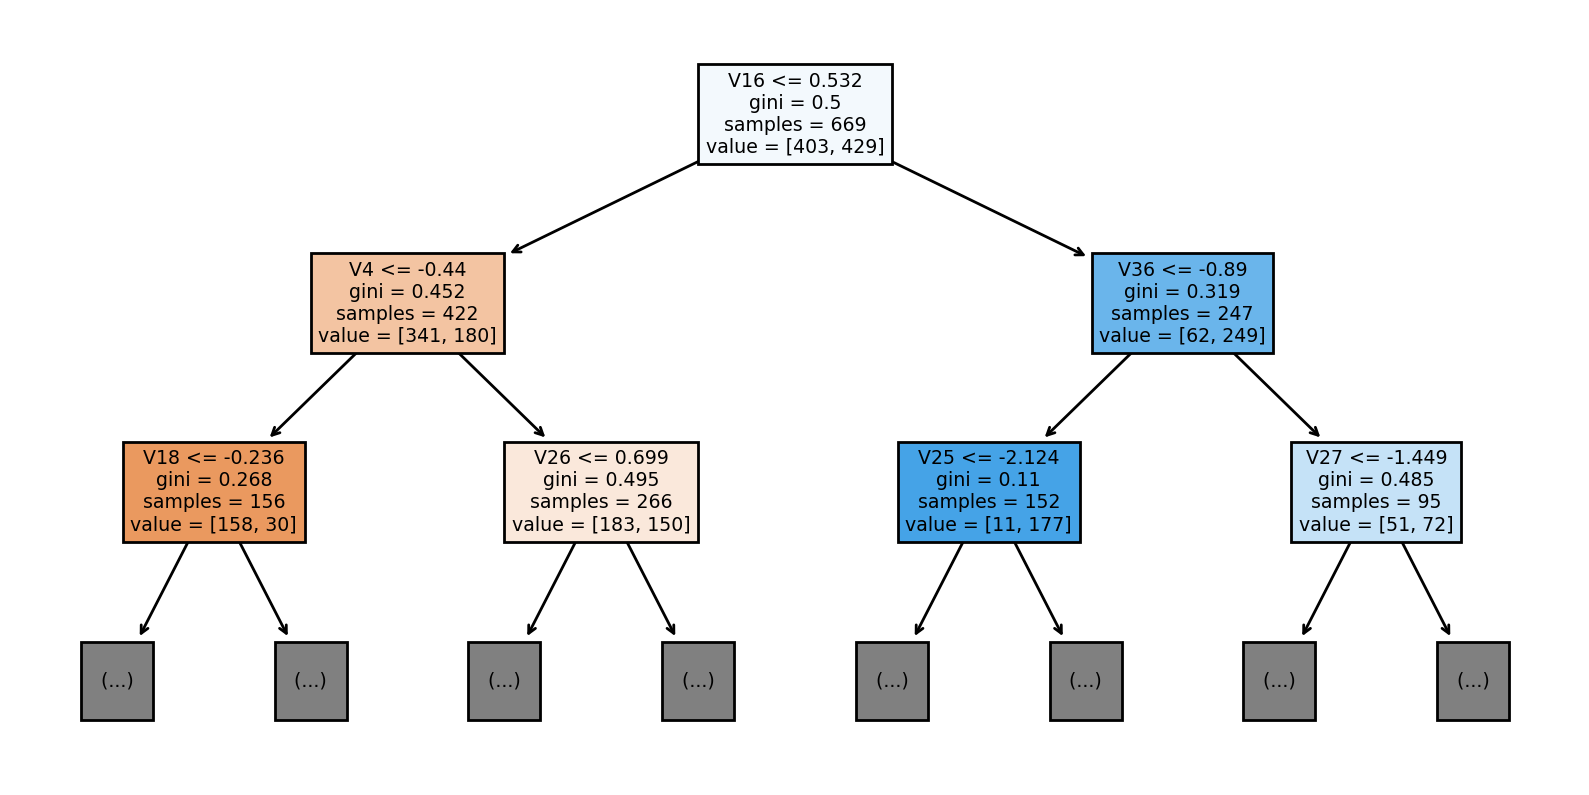 V16 <= 0.532
gini = 0.5
samples = 669
value = [403, 429]
V4 <= -0.44
gini = 0.452
samples = 422
value = [341, 180]
V36 <= -0.89
gini = 0.319
samples = 247
value = [62, 249]
V18 <= -0.236
gini = 0.268
samples = 156
value = [158, 30]
V26 <= 0.699
gini = 0.495
samples = 266
value = [183, 150]
V25 <= -2.124
gini = 0.11
samples = 152
value = [11, 177]
V27 <= -1.449
gini = 0.485
samples = 95
value = [51, 72]
(...)
(...)
(...)
(...)
(...)
(...)
(...)
(...)